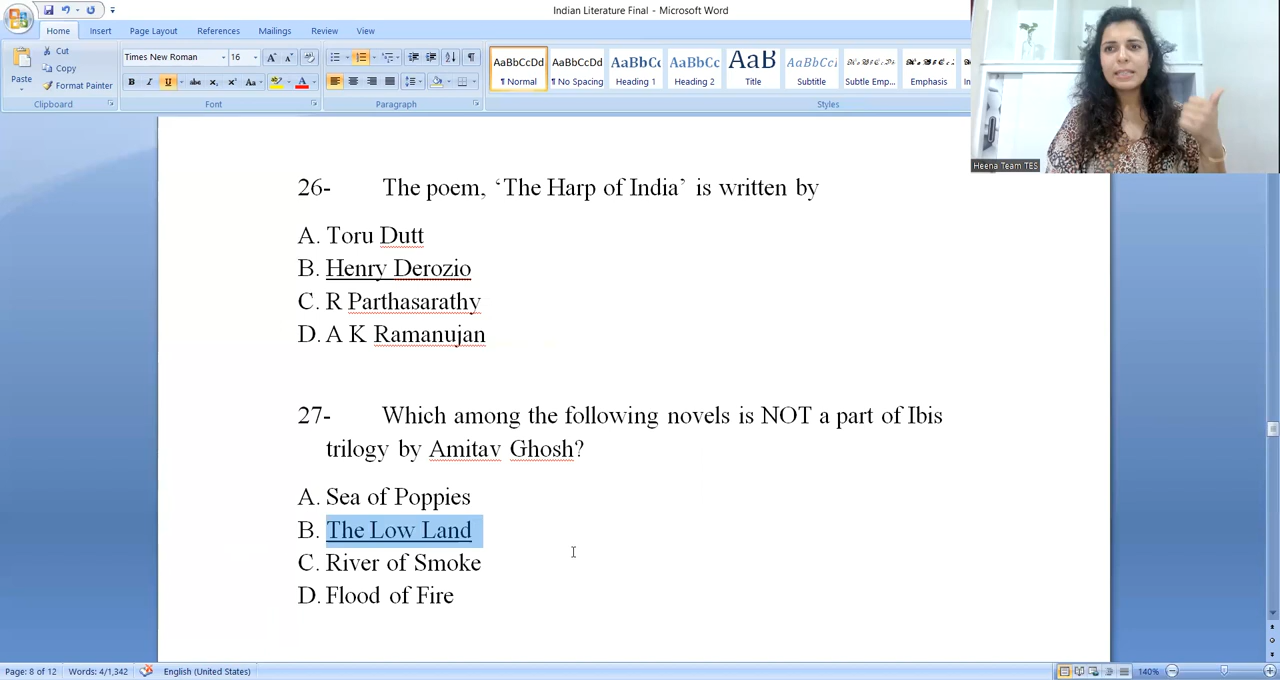 Indian Literature Final - Microsoft Word
Home Insert Page Layout References Mailings Review View
Cut
Copy
Format Painter
Paste
Clipboard
Times New Roman 16
Font
Paragraph
AaBbCcDd AaBbCcDd AaBbCc AaBbCc AaB AaBbCcI AaBbCcDd AaBbCcDd
¶ Normal ¶ No Spacing Heading 1 Heading 2 Title Subtitle Subtle Emp... Emphasis
Styles
Heena Team TES
26- The poem, ‘The Harp of India’ is written by
A. Toru Dutt
B. Henry Derozio
C. R Parthasarathy
D. A K Ramanujan
27- Which among the following novels is NOT a part of Ibis
trilogy by Amitav Ghosh?
A. Sea of Poppies
B. The Low Land
C. River of Smoke
D. Flood of Fire
Page: 8 of 12 Words: 4/1,342 English (United States) 140%